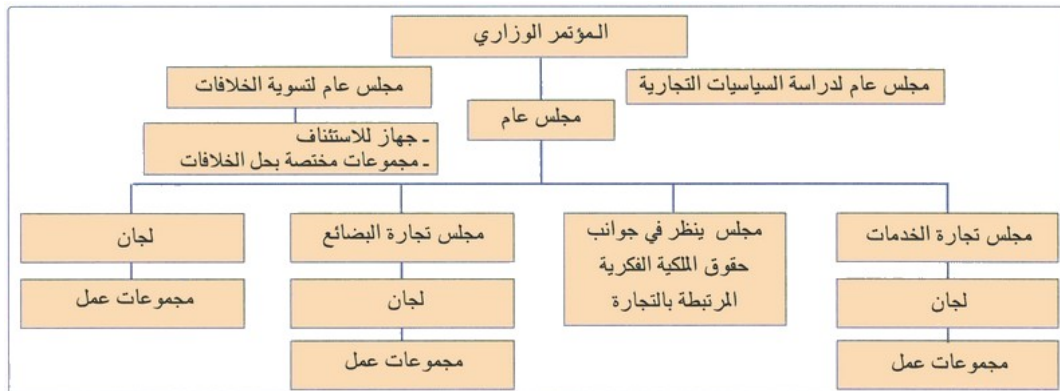 الـمؤتمر الوزاري
مجلس عام لدراسة السياسيات التجارية
مجلس عام لتسوية الخلافات
مجلس
عام
ـ جهاز للاستئناف
ـ مجموعات مختصة بحل الخلافات
مجلس تجارة الخدمات
لجان
مجموعات عمل
مجلس ينظر في جوانب
حقوق الملكية الفكرية
المرتبطة بالتجارة
مجلس تجارة البضائع
لجان
مجموعات عمل
لجان
مجموعات عمل